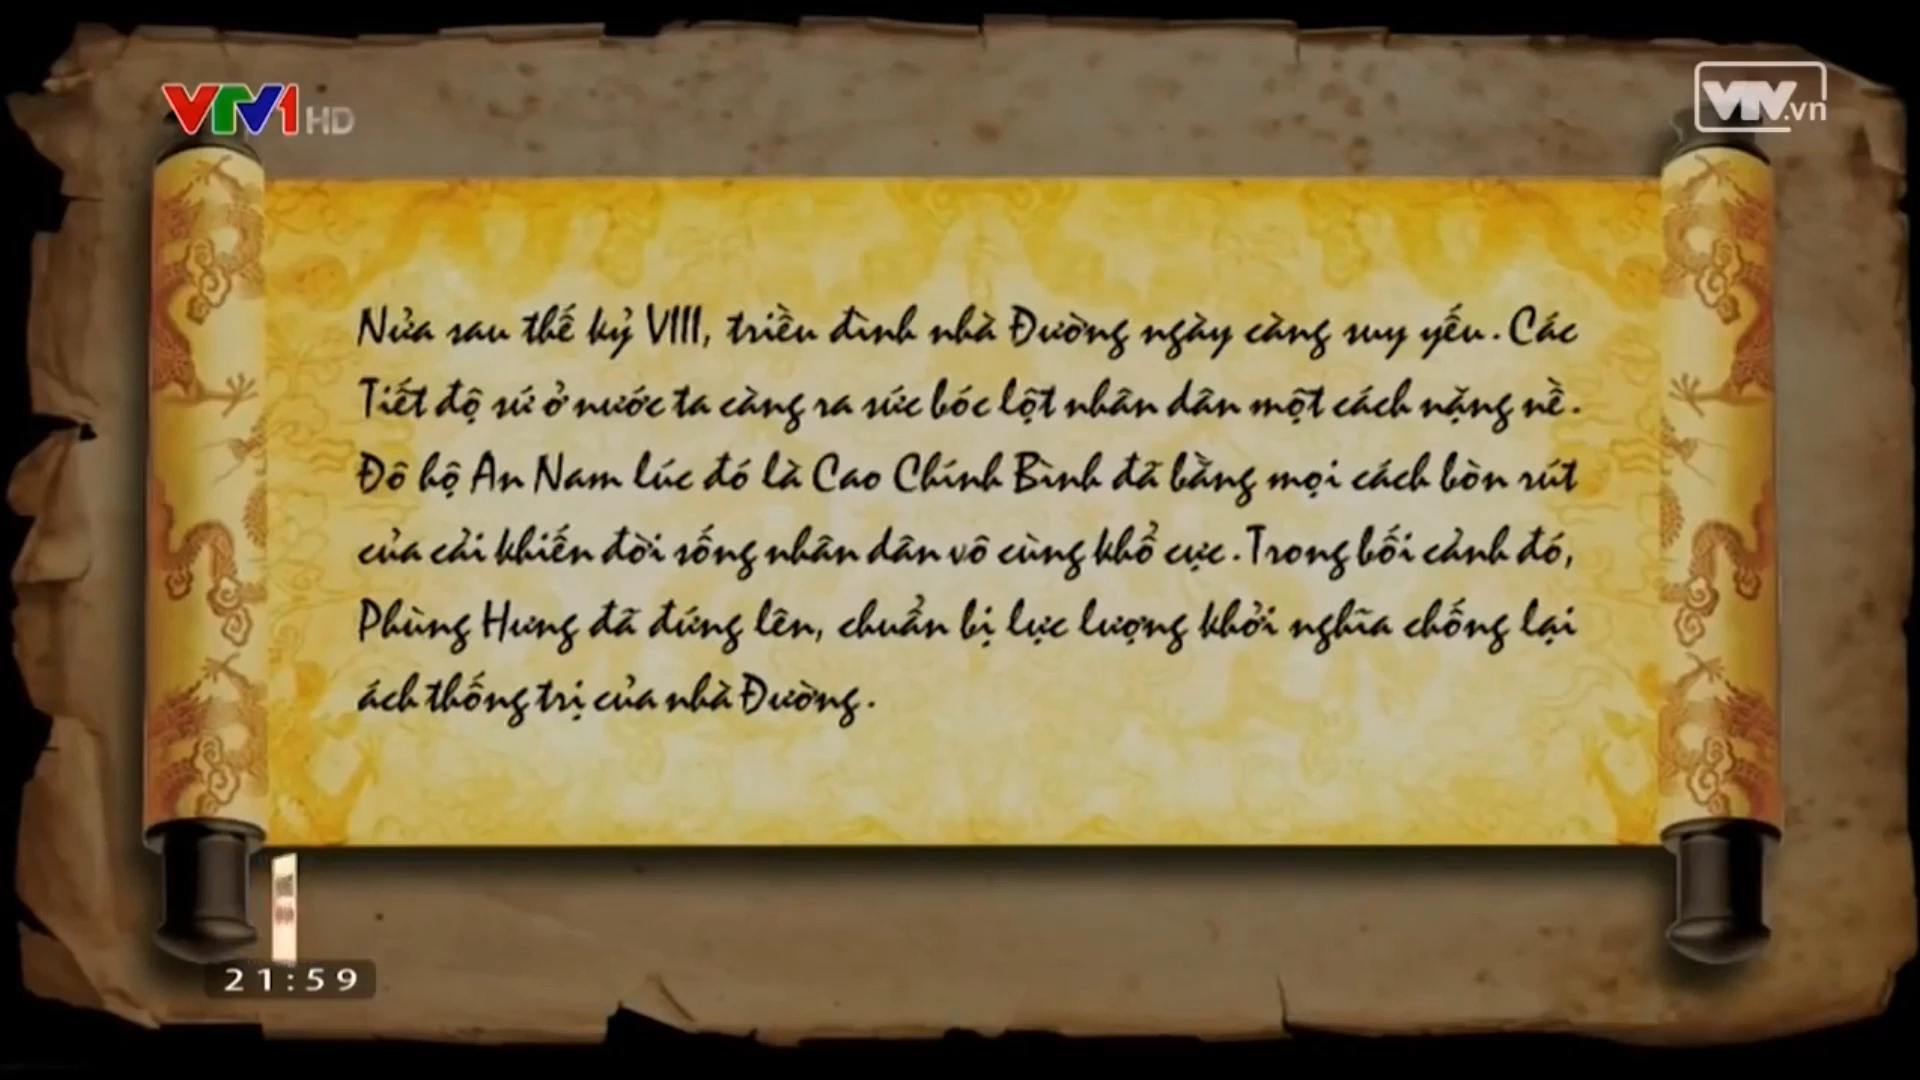 VTV1 HD
VTV.vn
Nửa sau thế kỷ VIII, triều đình nhà Đường ngày càng suy yếu. Các
Tiết độ sứ ở nước ta càng ra sức bóc lột nhân dân một cách nặng nề.
Đô hộ An Nam lúc đó là Cao Chính Bình đã bằng mọi cách bòn rút
của cải khiến đời sống nhân dân vô cùng khổ cực. Trong bối cảnh đó,
Phùng Hưng đã đứng lên, chuẩn bị lực lượng khởi nghĩa chống lại
ách thống trị của nhà Đường.
21:59